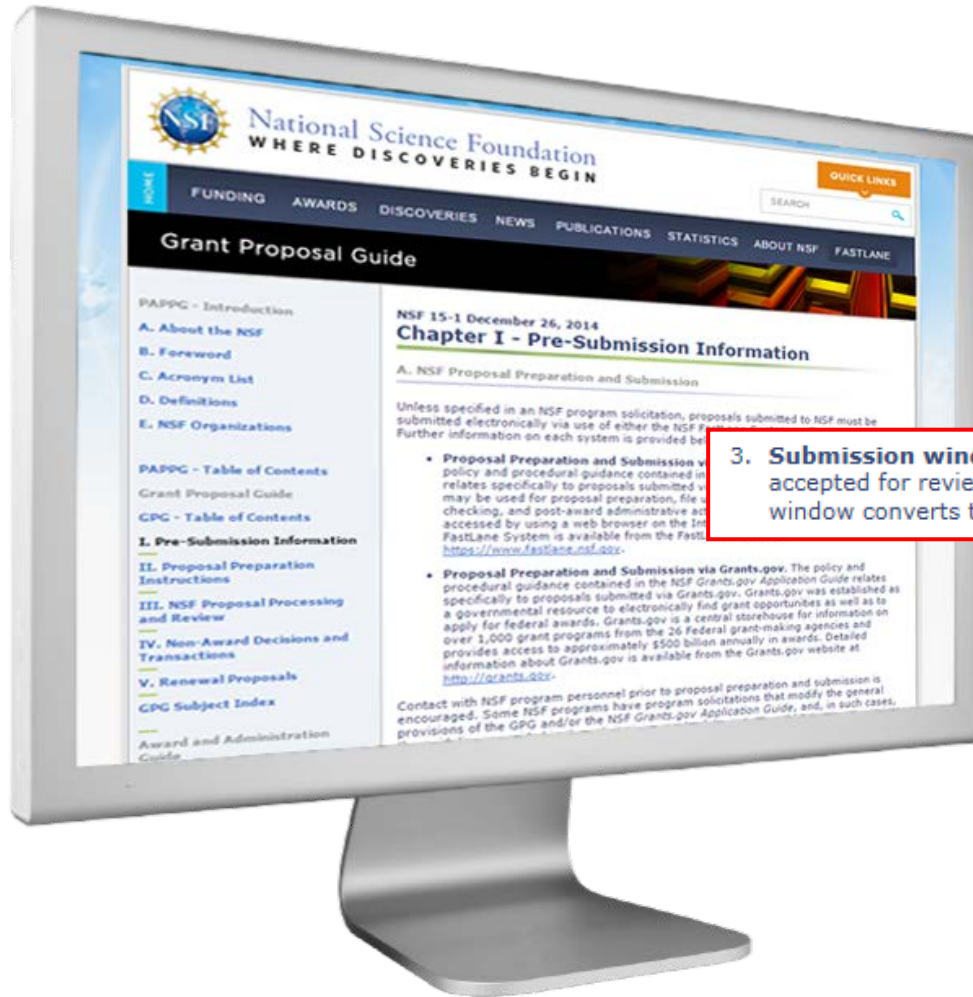 NSF
National Science Foundation
WHERE DISCOVERIES BEGIN
QUICK LINKS
SEARCH
HOME
FUNDING AWARDS DISCOVERIES NEWS PUBLICATIONS STATISTICS ABOUT NSF FASTLANE
Grant Proposal Guide
PAPPG - Introduction
A. About the NSF
B. Foreword
C. Acronym List
D. Definitions
E. NSF Organizations
PAPPG - Table of Contents
Grant Proposal Guide
GPG - Table of Contents
I. Pre-Submission Information
II. Proposal Preparation
Instructions
III. NSF Proposal Processing
and Review
IV. Non-Award Decisions and
Transactions
V. Renewal Proposals
GPG Subject Index
Award and Administration
Guide
NSF 15-1 December 26, 2014
Chapter I - Pre-Submission Information
A. NSF Proposal Preparation and Submission
Unless specified in an NSF program solicitation, proposals submitted to NSF must be
submitted electronically via use of either the NSF
Further information on each system is provided
• Proposal Preparation and Submission
policy and procedural guidance contained in
relates specifically to proposals submitted
may be used for proposal preparation, file
checking, and post-award administrative
accessed by using a web browser on the
FastLane System is available from the
https://www.fastlane.nsf.gov.
• Proposal Preparation and Submission via Grants.gov. The policy and
procedural guidance contained in the NSF Grants.gov Application Guide relates
specifically to proposals submitted via Grants.gov. Grants.gov was established as
a governmental resource to electronically find grant opportunities as well as to
apply for federal awards. Grants.gov is a central storehouse for information on
over 1,000 grant programs from the 26 Federal grant-making agencies and
provides access to approximately $500 billion annually in awards. Detailed
information about Grants.gov is available from the Grants.gov website at
http://grants.gov.
Contact with NSF program personnel prior to proposal preparation and submission is
encouraged. Some NSF programs have program solicitations that modify the general
provisions of the GPG and/or the NSF Grants.gov Application Guide, and, in such cases,
3. Submission
accepted for
window converts